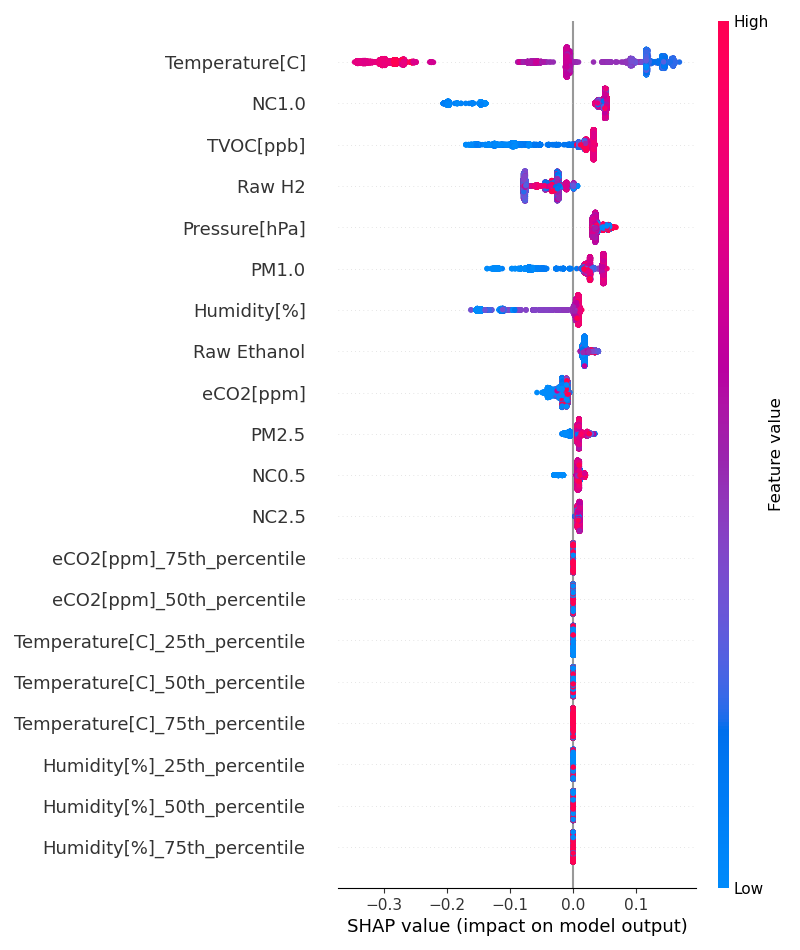 High
Temperature[C]
NC1.0
TVOC[ppb]
Raw H2
Pressure[hPa]
PM1.0
Humidity[%]
Raw Ethanol
eCO2[ppm]
PM2.5
NC0.5
NC2.5
eCO2[ppm]_75th_percentile
eCO2[ppm]_50th_percentile
Temperature[C]_25th_percentile
Temperature[C]_50th_percentile
Temperature[C]_75th_percentile
Humidity[%]_25th_percentile
Humidity[%]_50th_percentile
Humidity[%]_75th_percentile
Feature value
Low
−0.3 −0.2 −0.1 0.0 0.1
SHAP value (impact on model output)